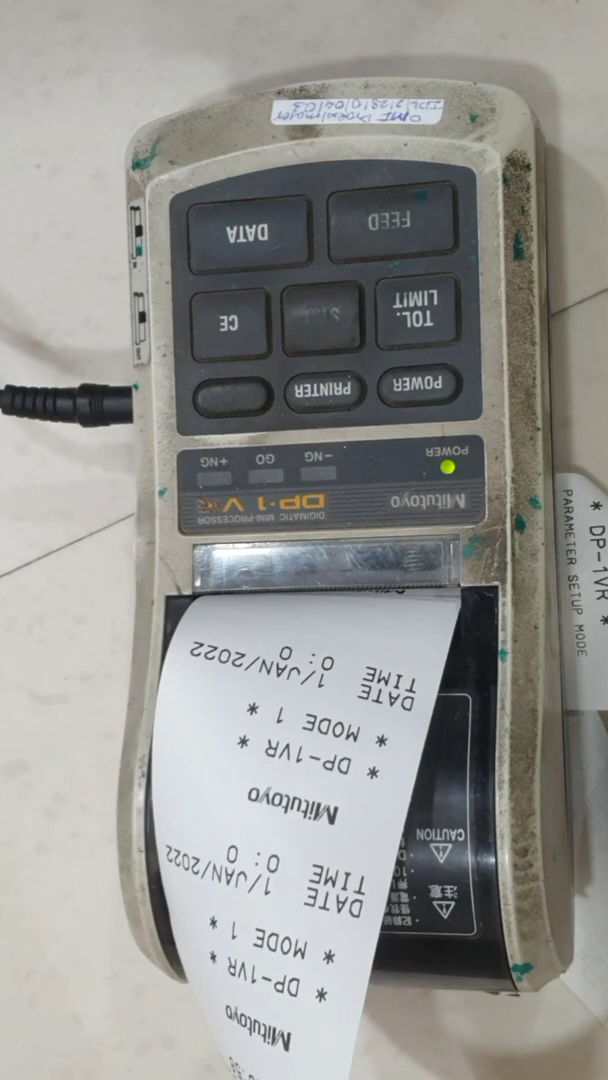 Mitutoyo
* DP-1VR *
* MODE 1 *
DATE 1/JAN/2022
TIME 0: 0
Mitutoyo
* DP-1VR *
* MODE 1 *
DATE 1/JAN/2022
TIME 0: 0
注意
CAUTION
Mitutoyo
DIGIMATIC MINI-PROCESSOR
DP-1VR
POWER
-NG GO +NG
POWER PRINTER
TOL.
LIMIT
CE
FEED DATA
* DP-1VR *
PARAMETER SETUP MODE